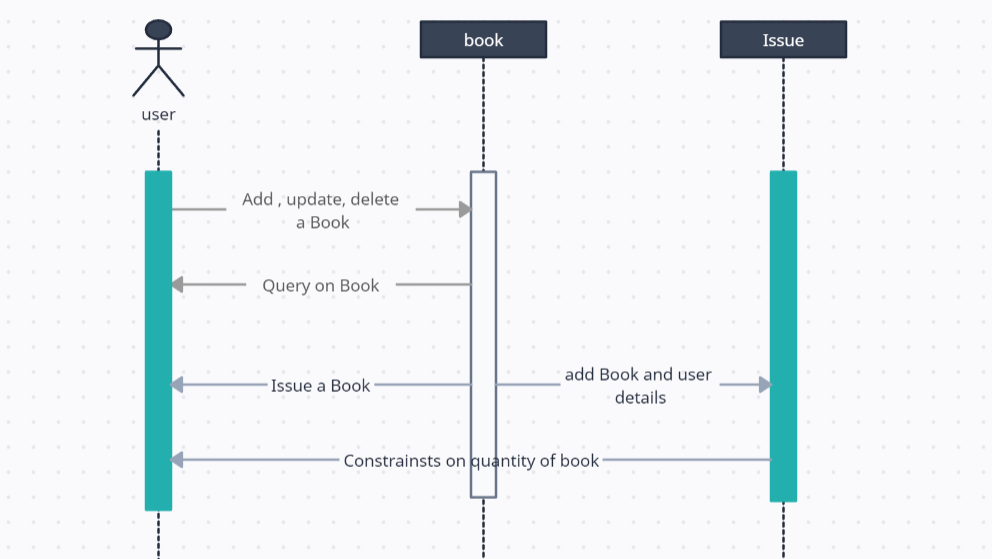 book
Issue
user
Add , update, delete
a Book
Query on Book
Issue a Book
add Book and user
details
Constrainsts on quantity of book